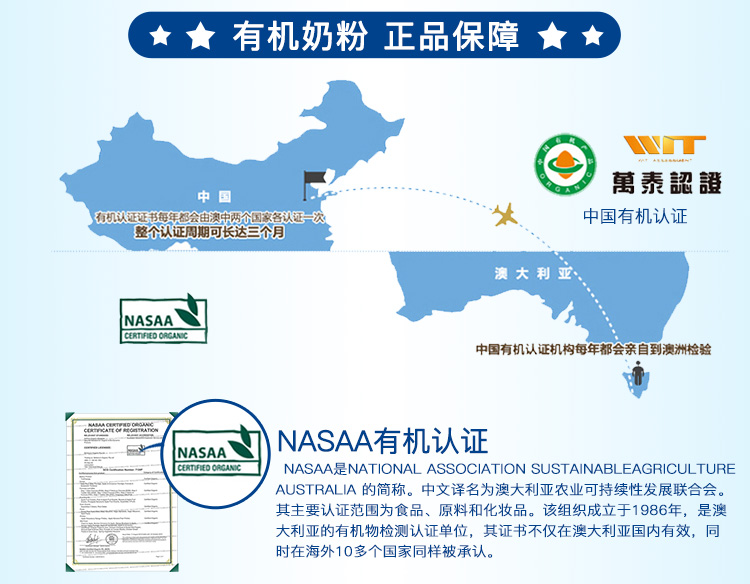 有机奶粉 正品保障
中国
有机认证证书每年都会由澳中两个国家各认证一次
整个认证周期可长达三个月
中国有机产品
ORGANIC
WIT
萬泰認證
中国有机认证
澳大利亚
NASAA
CERTIFIED ORGANIC
中国有机认证机构每年都会亲自到澳洲检验
NASAA CERTIFIED ORGANIC
CERTIFICATE OF REGISTRATION
NASAA
CERTIFIED ORGANIC
NASAA有机认证
NASAA是NATIONAL ASSOCIATION SUSTAINABLEAGRICULTURE
AUSTRALIA 的简称。中文译名为澳大利亚农业可持续性发展联合会。
其主要认证范围为食品、原料和化妆品。该组织成立于1986年，是澳
大利亚的有机物检测认证单位，其证书不仅在澳大利亚国内有效，同
时在海外10多个国家同样被承认。